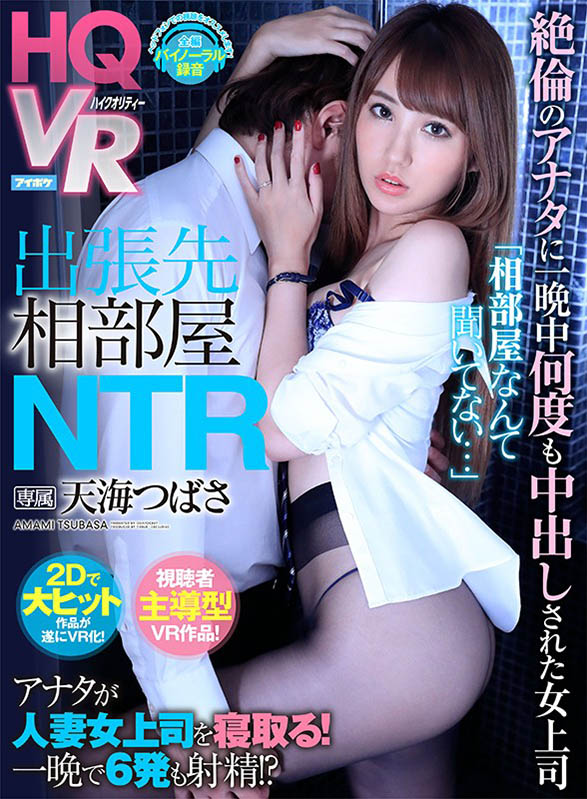 HQ
VR
ハイクオリティー
アイポケ
全編
バイノーラル
録音
絶倫のアナタに一晩中何度も中出しされた女上司
「相部屋なんて
聞いてない…」
出張先
相部屋
NTR
専属 天海つばさ
AMAMI TSUBASA
2Dで
大ヒット
作品が
遂にVR化!
視聴者
主導型
VR作品!
アナタが
人妻女上司を寝取る!
一晩で6発も射精!?